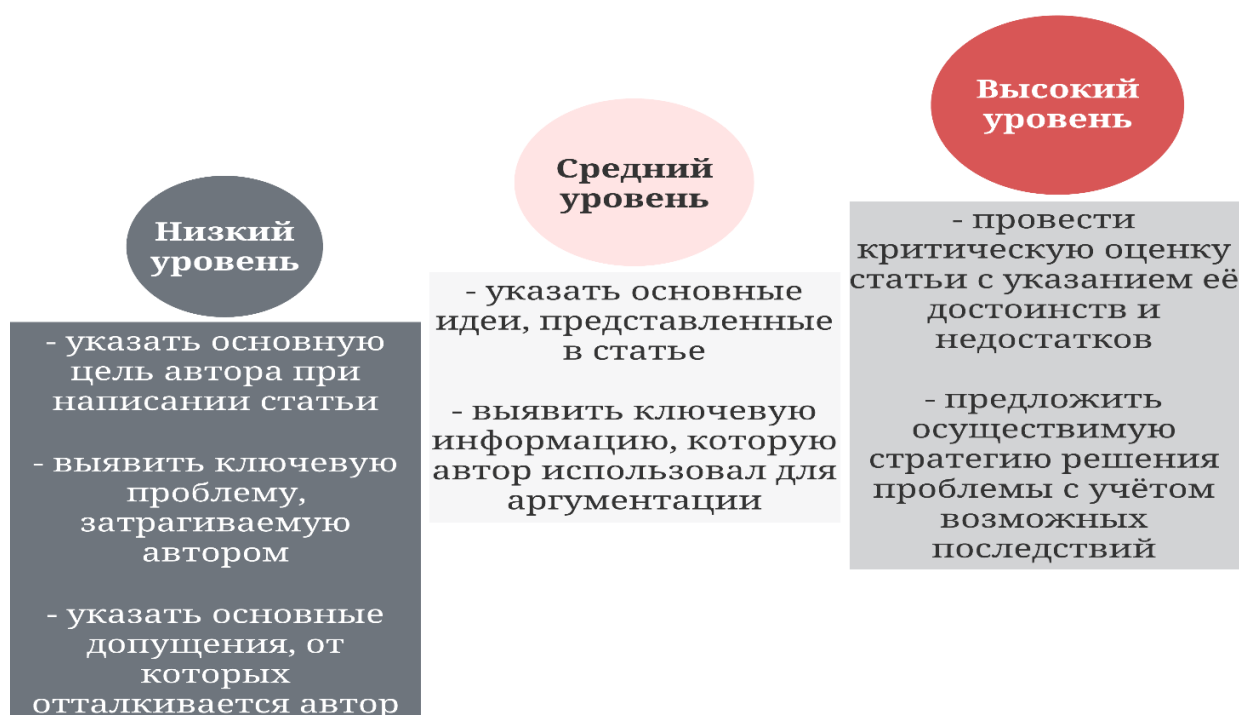 Низкий
уровень
- указать основную
цель автора при
написании статьи
- выявить ключевую
проблему,
затрагиваемую
автором
- указать основные
допущения, от
которых
отталкивается автор
Средний
уровень
- указать основные
идеи, представленные
в статье
- выявить ключевую
информацию, которую
автор использовал для
аргументации
Высокий
уровень
- провести
критическую оценку
статьи с указанием её
достоинств и
недостатков
- предложить
осуществимую
стратегию решения
проблемы с учётом
возможных
последствий